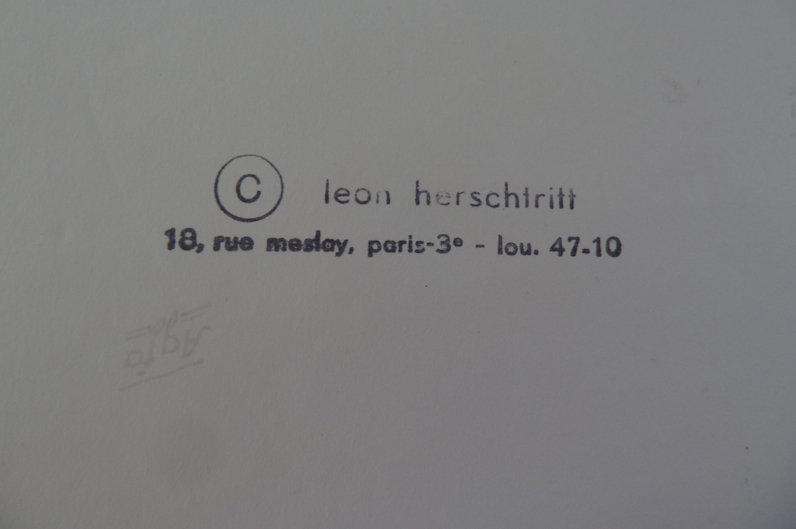 © leon herschtritt
18, rue meslay, paris-3e - lou. 47-10